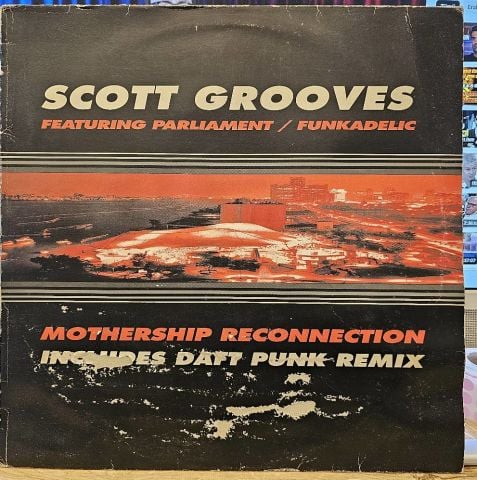 SCOTT GROOVES
FEATURING PARLIAMENT / FUNKADELIC
MOTHERSHIP RECONNECTION
INCLUDES DAFT PUNK REMIX